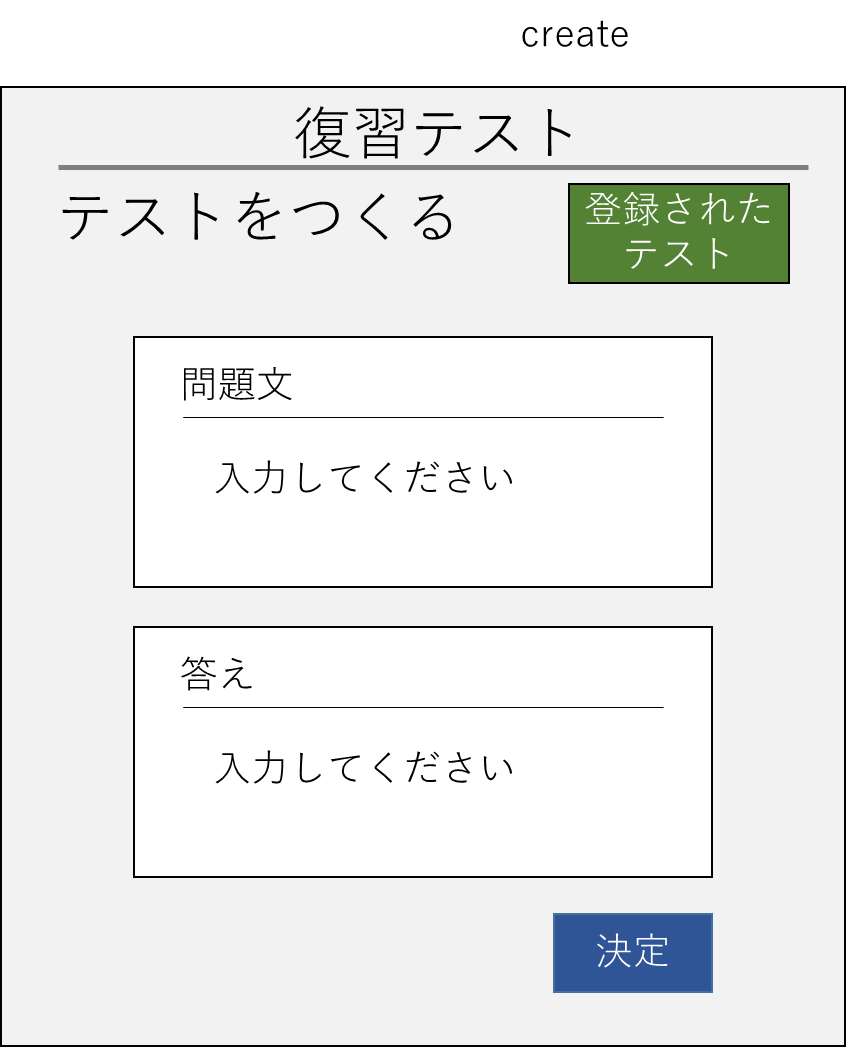 create
復習テスト
テストをつくる
登録された
テスト
問題文
入力してください
答え
入力してください
決定